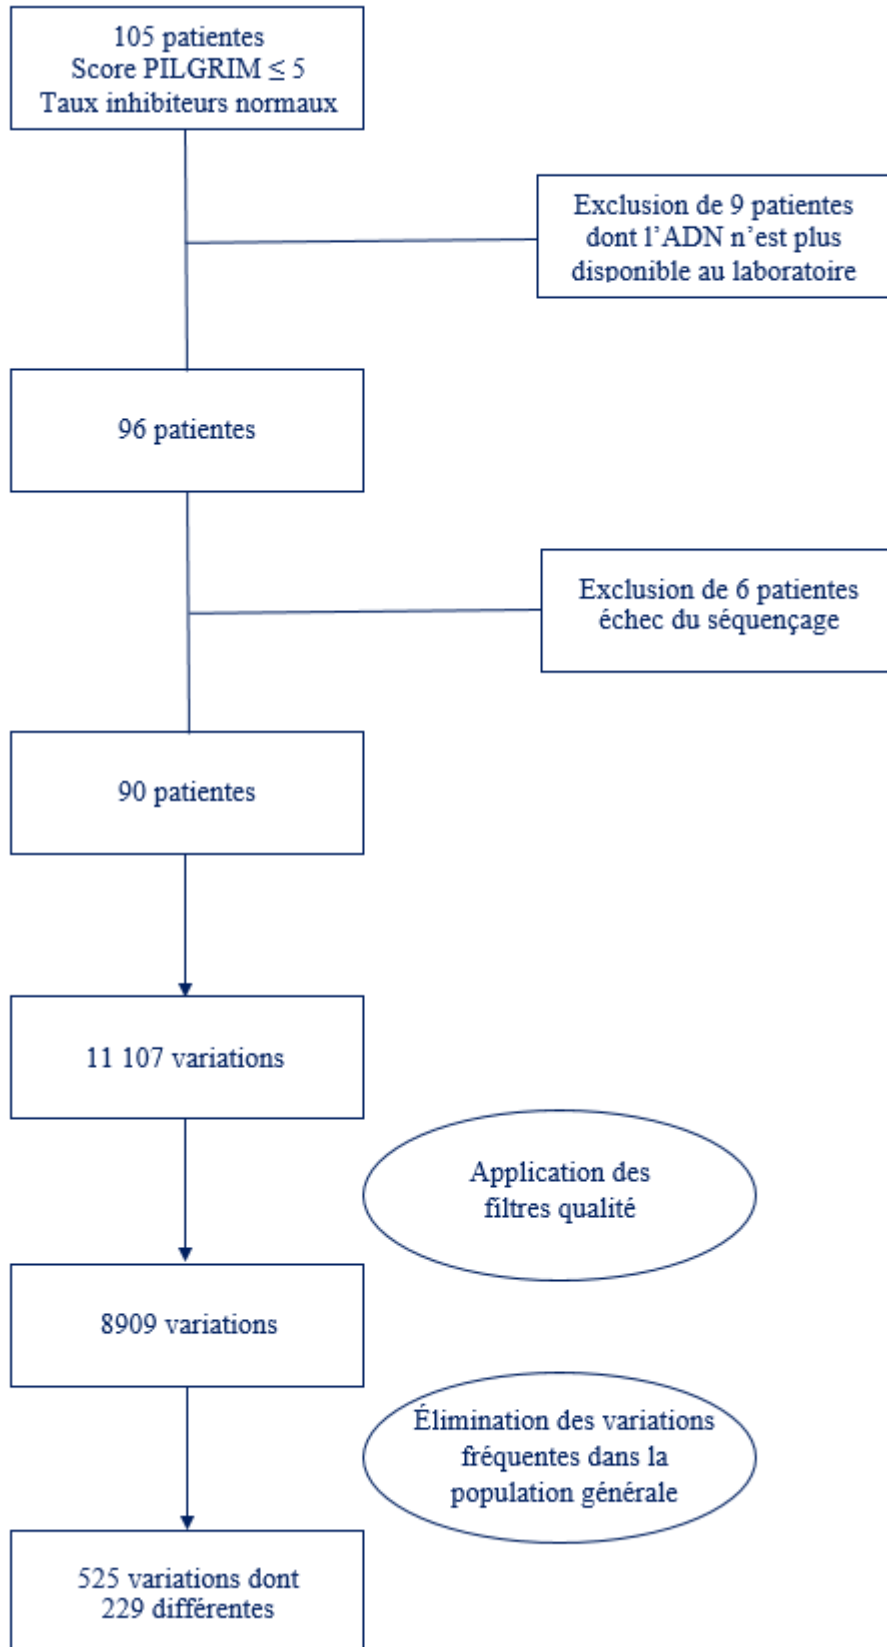 105 patientes
Score PILGRIM ≤ 5
Taux inhibiteurs normaux
Exclusion de 9 patientes
dont l’ADN n’est plus
disponible au laboratoire
96 patientes
Exclusion de 6 patientes
échec du séquençage
90 patientes
11 107 variations
Application des
filtres qualité
8909 variations
Élimination des variations
fréquentes dans la
population générale
525 variations dont
229 différentes